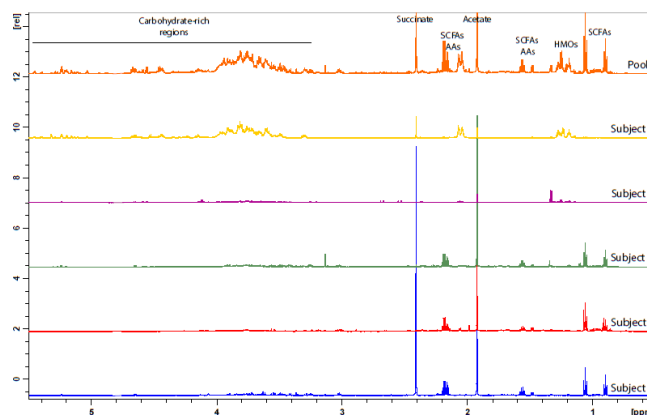 [rel]
Carbohydrate-rich
regions
Succinate
Acetate
SCFAs
AAs
SCFAs
AAs
HMOs
SCFAs
12
Pool
10
Subject
8
Subject
6
Subject
4
Subject
2
0
Subject
5
4
3
2
1
[ppm